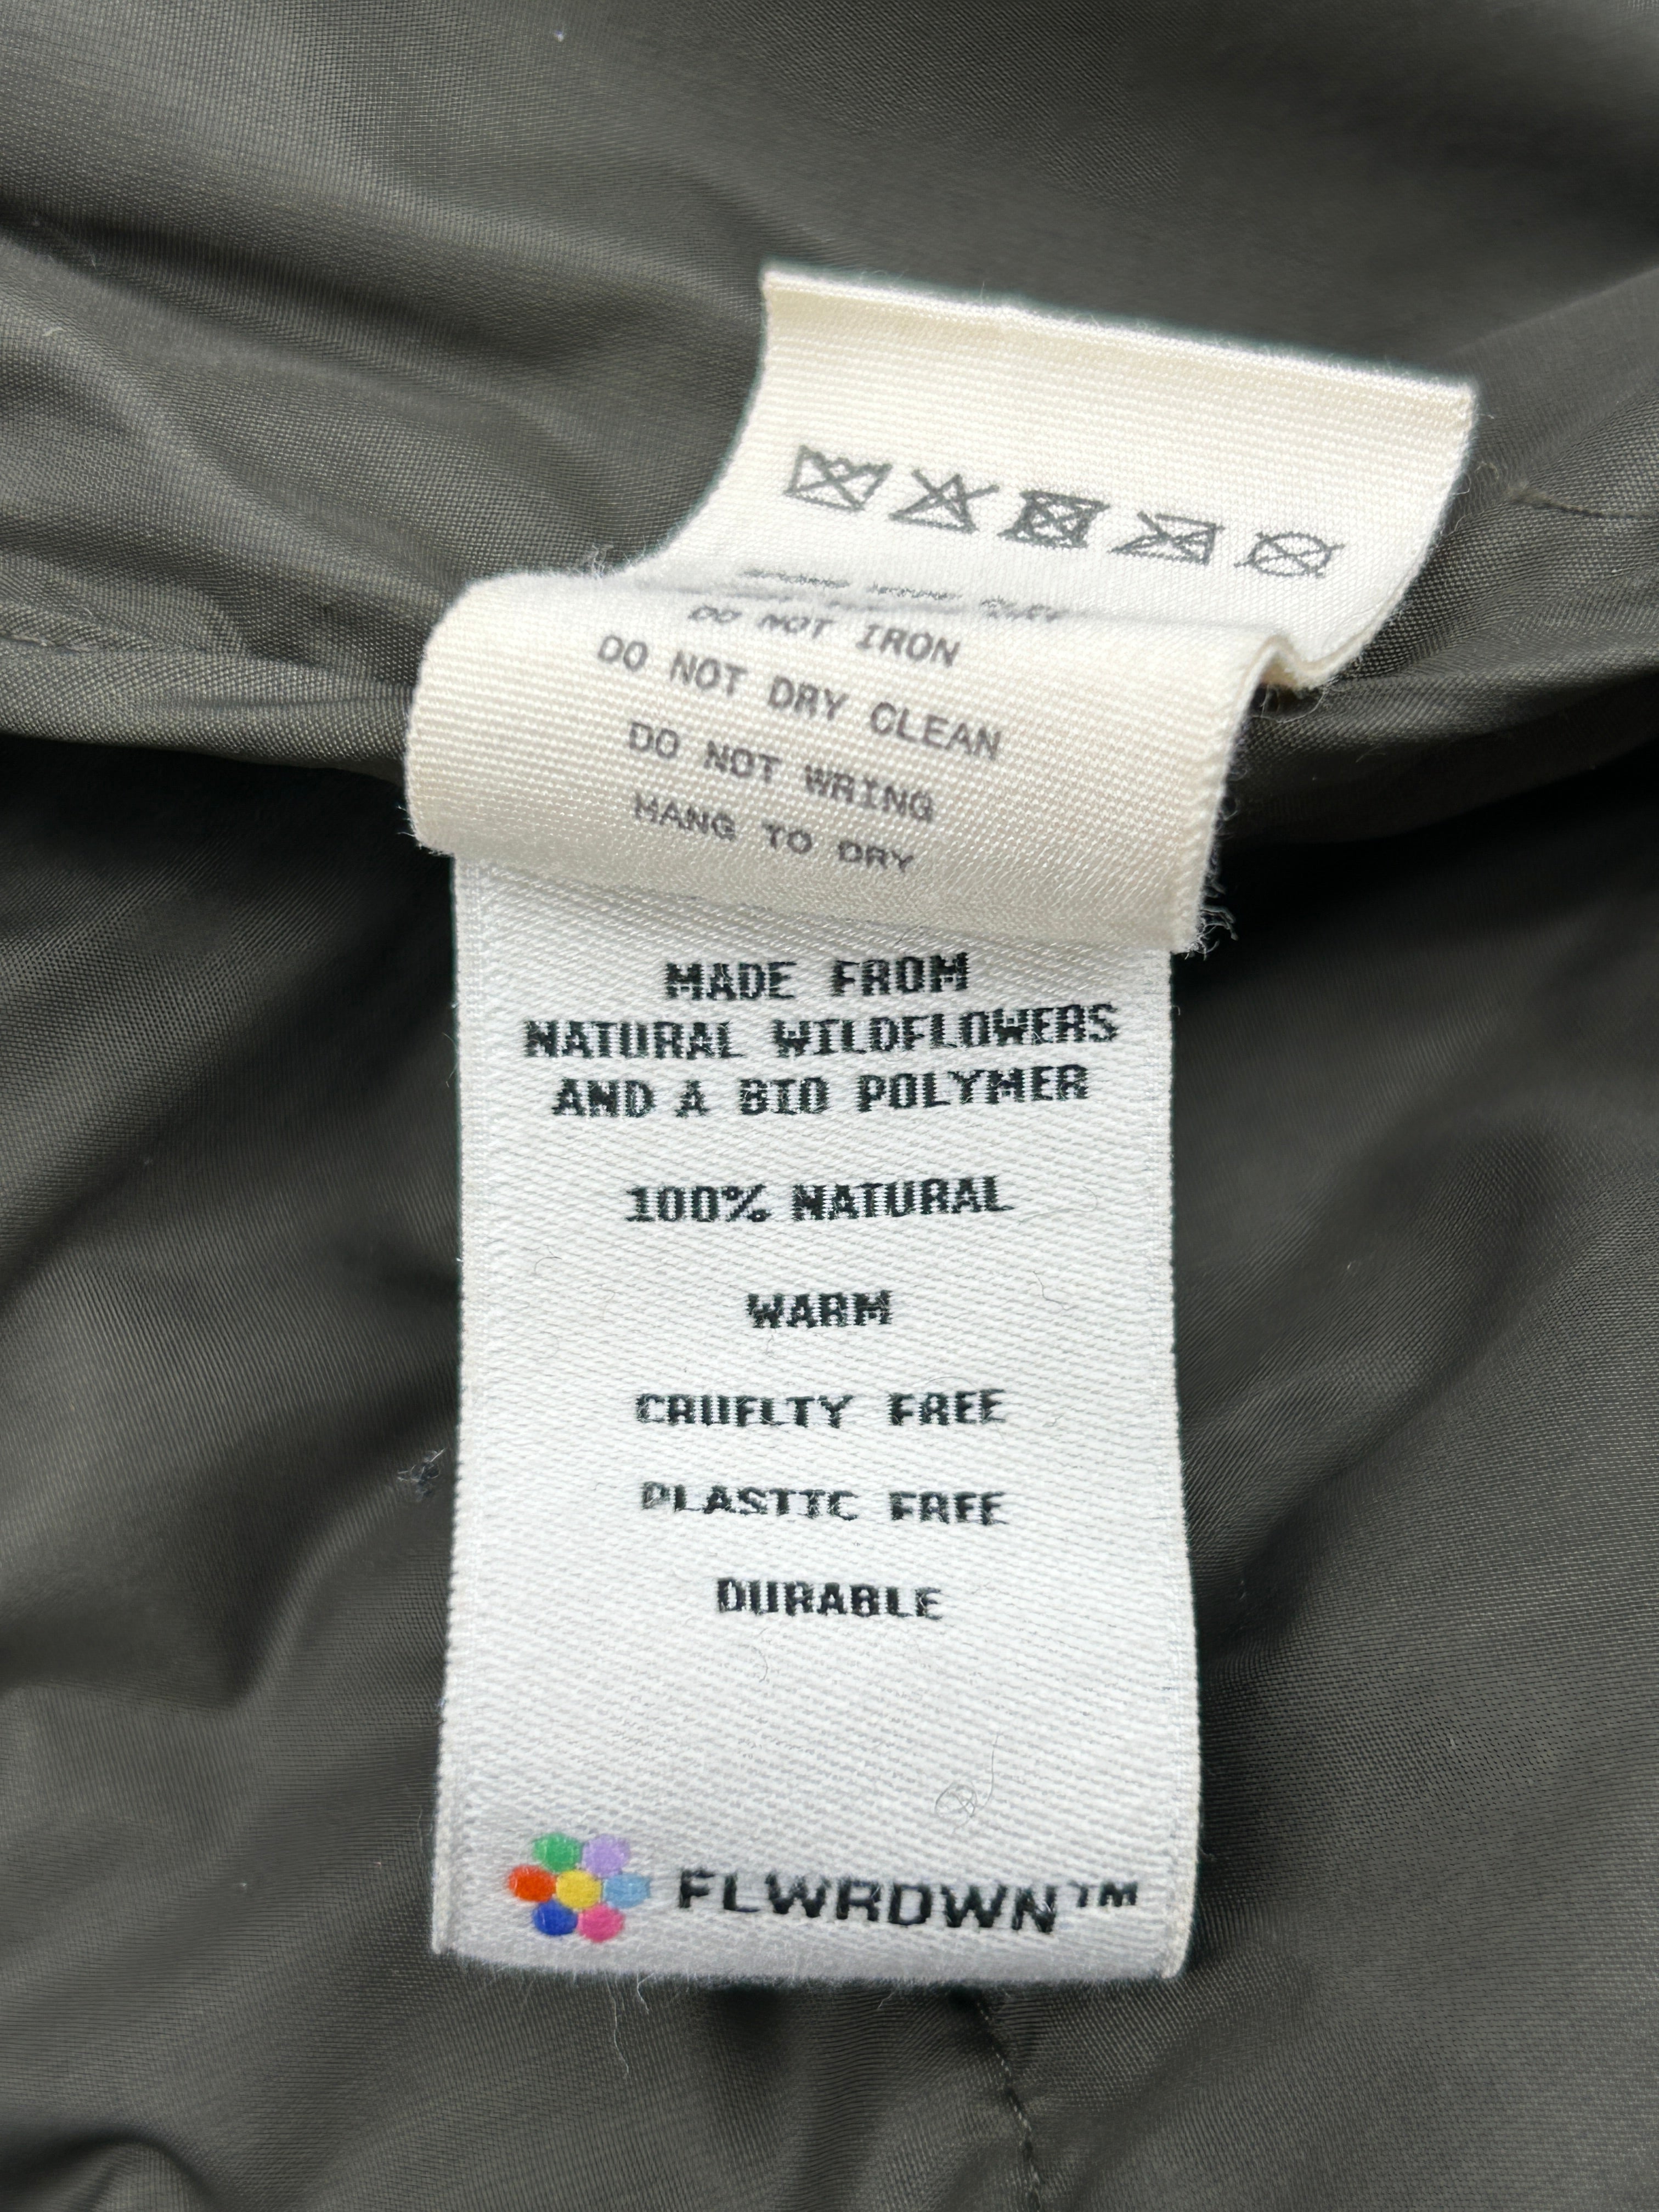 DO NOT IRON
DO NOT DRY CLEAN
DO NOT WRING
HANG TO DRY
MADE FROM
NATURAL WILDFLOWERS
AND A BIO POLYMER
100% NATURAL
WARM
CRUELTY FREE
PLASTIC FREE
DURABLE
FLWRDWN™